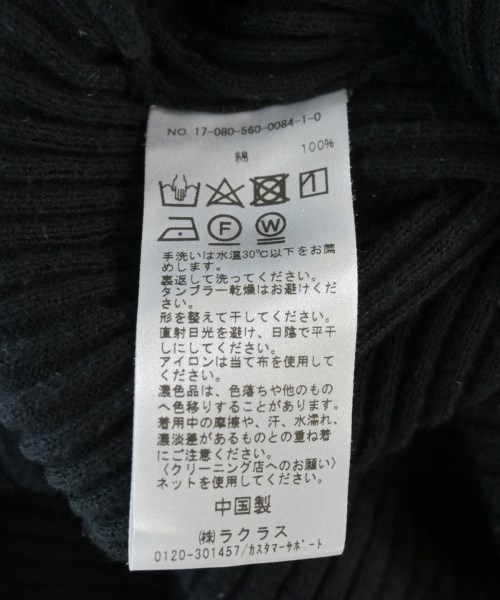 NO. 17-080-560-0084-1-0
綿 100%
F W
手洗いは水温30℃以下をお薦
めします。
裏返して洗ってください。
タンブラー乾燥はお避けくださ
い。
形を整えて干してください。
直射日光を避け、日陰で平干
しにしてください。
アイロンは当て布を使用して
ください。
濃色品は、色落ちや他のもの
へ色移りすることがあります。
着用中の摩擦や、汗、水濡れ、
濃淡差があるものとの重ね着
にご注意ください。
〈クリーニング店へのお願い〉
ネットを使用してください。
中国製
㈱ラクラス
0120-301457/カスタマーサポート